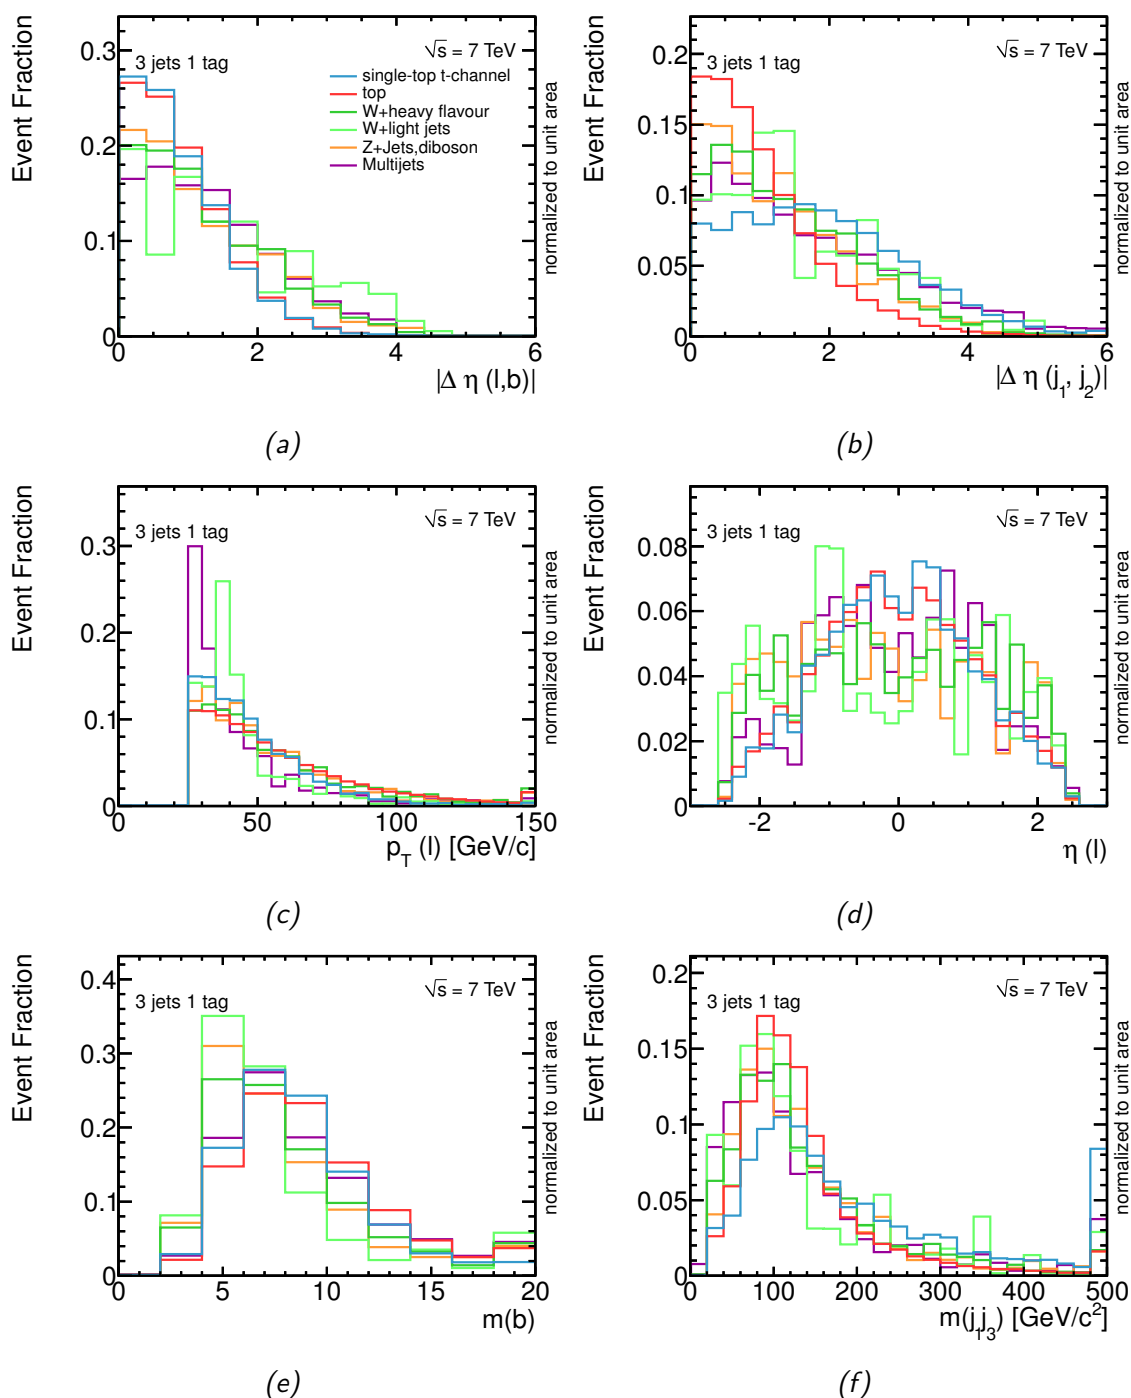 Event Fraction
0.3
0.2
0.1
0
3 jets 1 tag
√s = 7 TeV
single-top t-channel
top
W+heavy flavour
W+light jets
Z+Jets,diboson
Multijets
0 2 4 6
|Δ η (l,b)|
normalized to unit area
(a)
Event Fraction
0.2
0.15
0.1
0.05
0
3 jets 1 tag
√s = 7 TeV
0 2 4 6
|Δ η (j1, j2)|
normalized to unit area
(b)
Event Fraction
0.3
0.2
0.1
0
3 jets 1 tag
√s = 7 TeV
0 50 100 150
pT (l) [GeV/c]
normalized to unit area
(c)
Event Fraction
0.08
0.06
0.04
0.02
0
3 jets 1 tag
√s = 7 TeV
-2 0 2
η (l)
normalized to unit area
(d)
Event Fraction
0.4
0.3
0.2
0.1
0
3 jets 1 tag
√s = 7 TeV
0 5 10 15 20
m(b)
normalized to unit area
(e)
Event Fraction
0.2
0.15
0.1
0.05
0
3 jets 1 tag
√s = 7 TeV
0 100 200 300 400 500
m(j1j3) [GeV/c²]
normalized to unit area
(f)